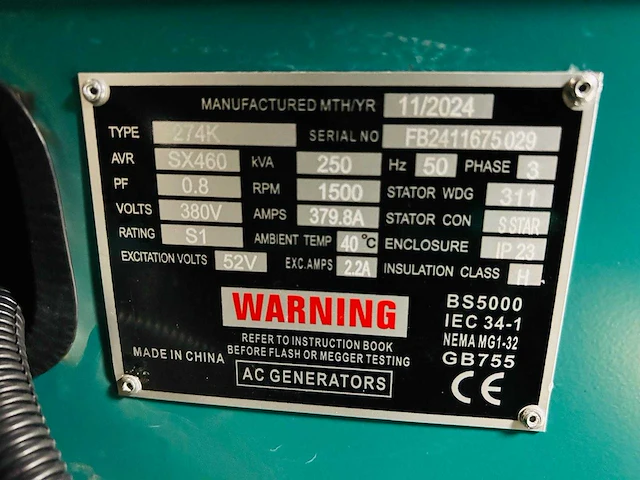 MANUFACTURED MTH/YR 11/2024
TYPE 274K SERIAL NO FB2411675029
AVR SX460 kVA 250 Hz 50 PHASE 3
PF 0.8 RPM 1500 STATOR WDG 311
VOLTS 380V AMPS 379.8A STATOR CON S STAR
RATING S1 AMBIENT TEMP 40℃ ENCLOSURE IP 23
EXCITATION VOLTS 52V EXC.AMPS 2.2A INSULATION CLASS H
WARNING
REFER TO INSTRUCTION BOOK
BEFORE FLASH OR MEGGER TESTING
MADE IN CHINA
AC GENERATORS
BS5000
IEC 34-1
NEMA MG1-32
GB755
CE